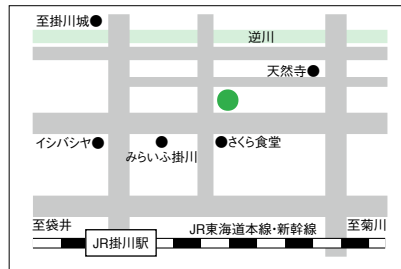 至掛川城
逆川
天然寺
イシバシヤ
みらいふ掛川
さくら食堂
至袋井
JR東海道本線・新幹線
至菊川
JR掛川駅